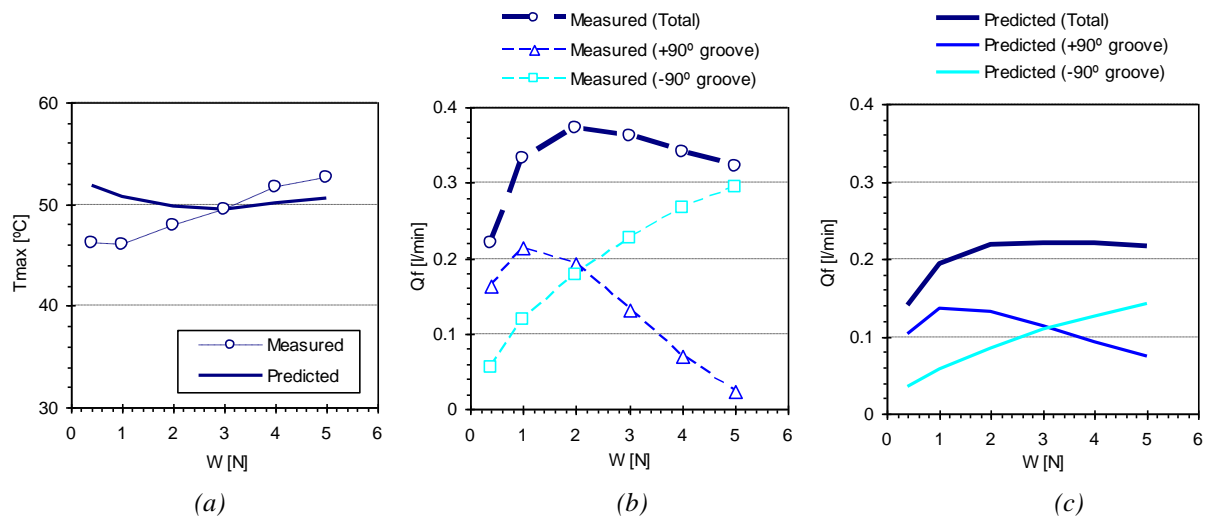 60
50
40
30
Tmax [ºC]
Measured
Predicted
0 1 2 3 4 5 6
W [N]
(a)
Measured (Total)
Measured (+90º groove)
Measured (-90º groove)
0.4
0.3
0.2
0.1
0
Qf [l/min]
0 1 2 3 4 5 6
W [N]
(b)
Predicted (Total)
Predicted (+90º groove)
Predicted (-90º groove)
0.4
0.3
0.2
0.1
0
Qf [l/min]
0 1 2 3 4 5 6
W [N]
(c)